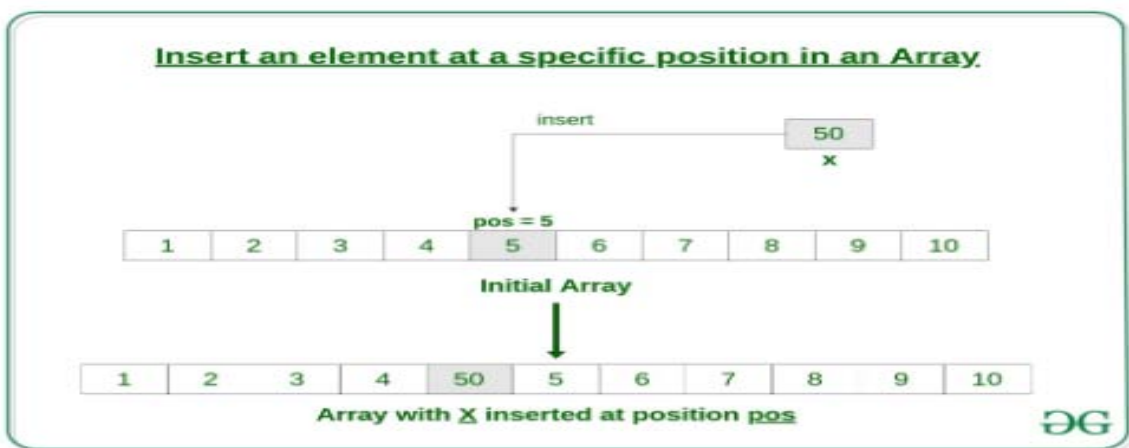 Insert an element at a specific position in an Array
insert
50
x
pos = 5
1 2 3 4 5 6 7 8 9 10
Initial Array
1 2 3 4 50 5 6 7 8 9 10
Array with X inserted at position pos